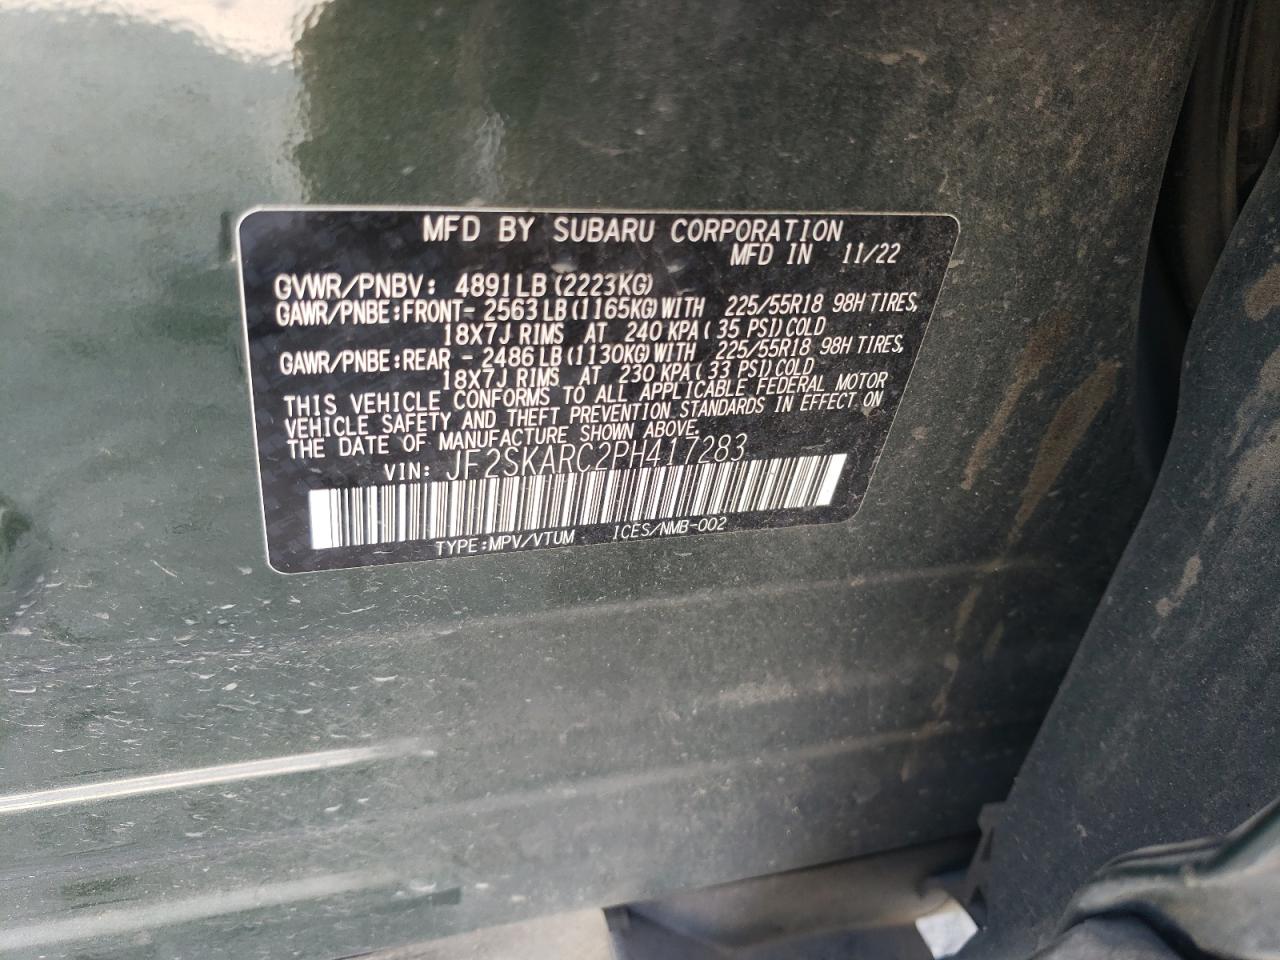 MFD BY SUBARU CORPORATION
MFD IN 11/22
GVWR/PNBV: 4891LB(2223KG)
GAWR/PNBE:FRONT- 2563LB(1165KG)WITH 225/55R18 98H TIRES,
18X7J RIMS AT 240 KPA( 35 PSI)COLD
GAWR/PNBE:REAR - 2486LB(1130KG)WITH 225/55R18 98H TIRES,
18X7J RIMS AT 230 KPA( 33 PSI)COLD
THIS VEHICLE CONFORMS TO ALL APPLICABLE FEDERAL MOTOR
VEHICLE SAFETY AND THEFT PREVENTION STANDARDS IN EFFECT ON
THE DATE OF MANUFACTURE SHOWN ABOVE.
VIN: JF2SKARC2PH417283
TYPE:MPV/VTUM ICES/NMB-002